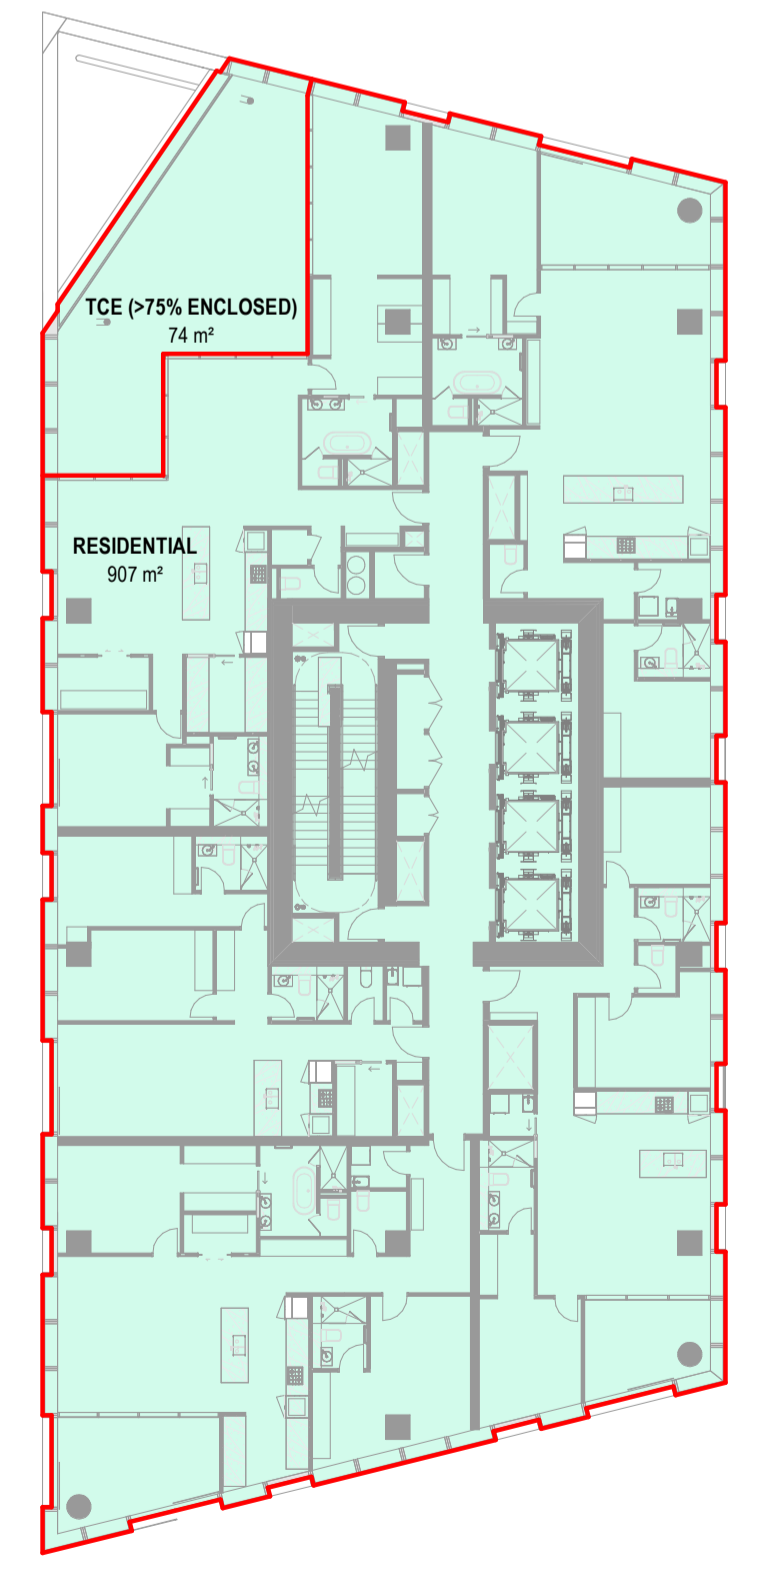 TCE (>75% ENCLOSED)
74 m²
RESIDENTIAL
907 m²